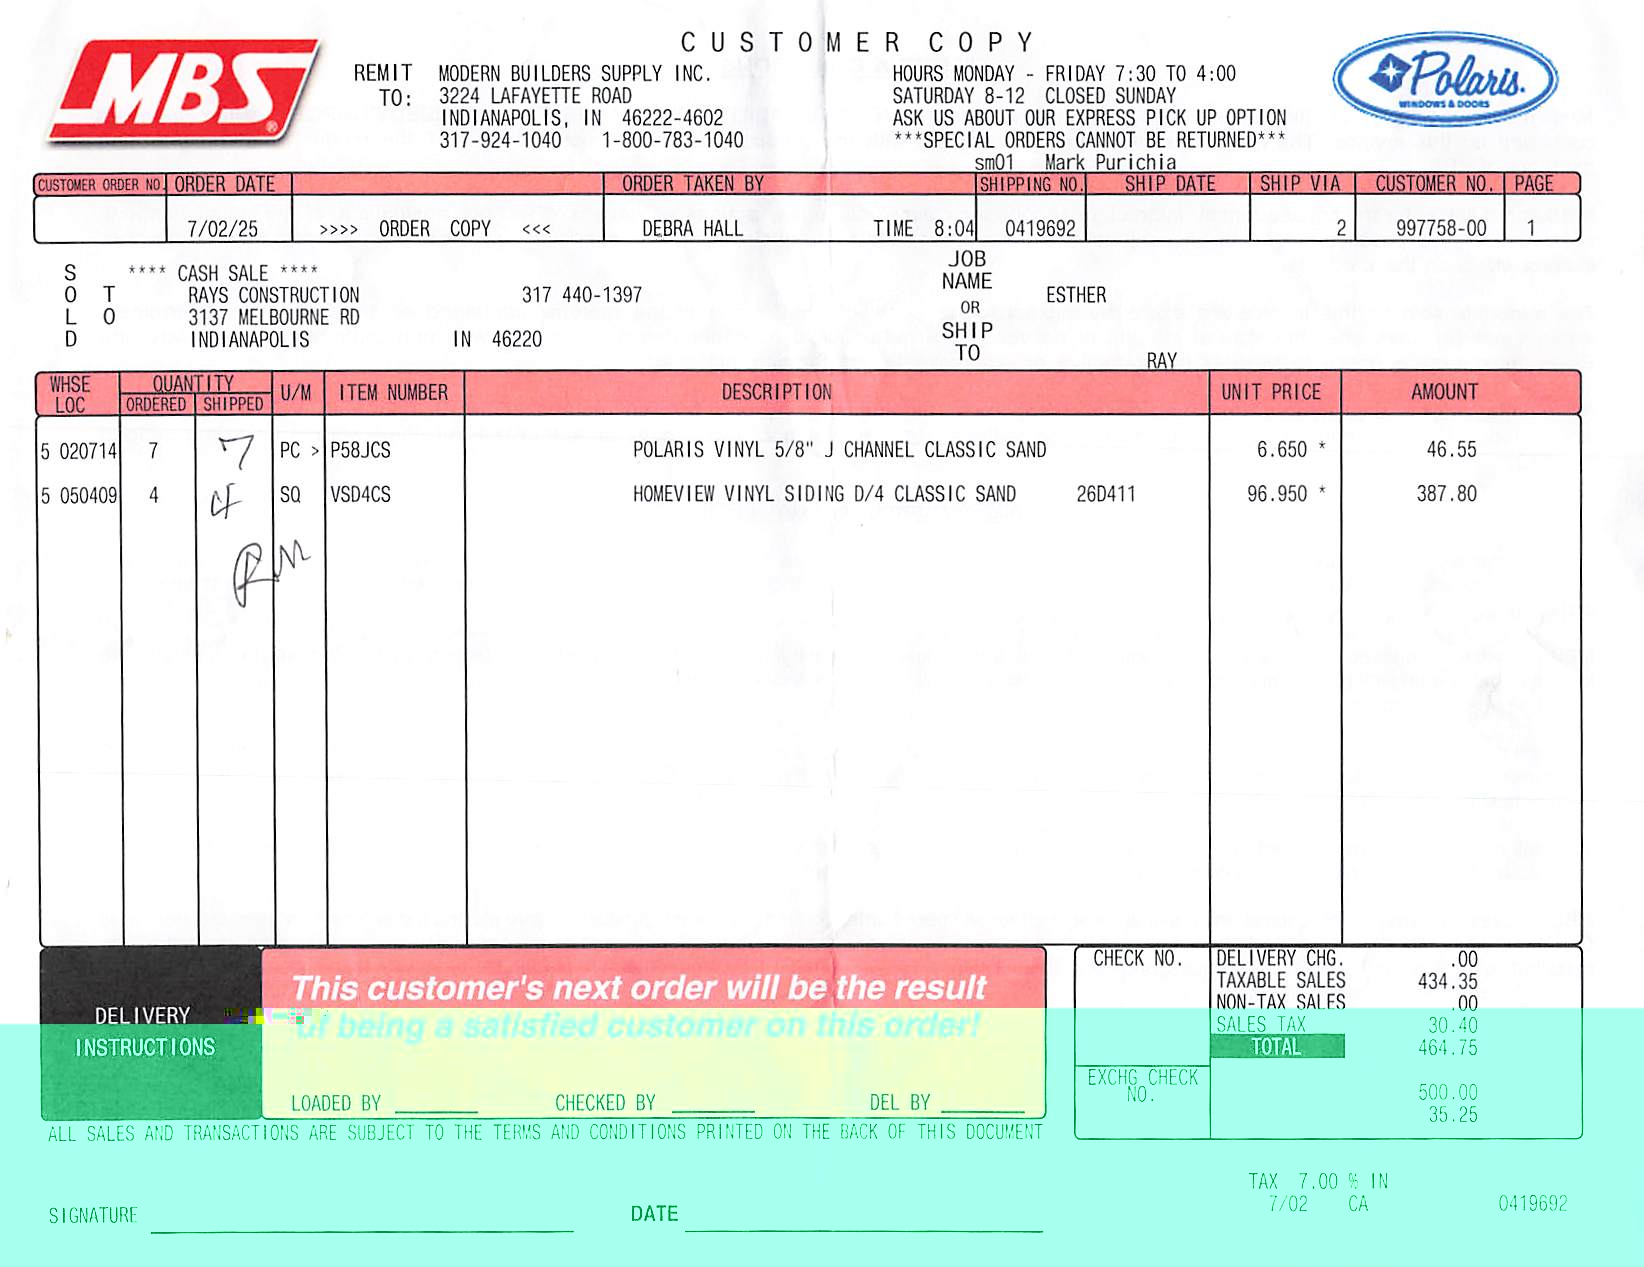 CUSTOMER COPY
MBS®
REMIT TO: MODERN BUILDERS SUPPLY INC.
3224 LAFAYETTE ROAD
INDIANAPOLIS, IN 46222-4602
317-924-1040 1-800-783-1040
HOURS MONDAY - FRIDAY 7:30 TO 4:00
SATURDAY 8-12 CLOSED SUNDAY
ASK US ABOUT OUR EXPRESS PICK UP OPTION
***SPECIAL ORDERS CANNOT BE RETURNED***
sm01 Mark Purichia
Polaris.
WINDOWS & DOORS
CUSTOMER ORDER NO. ORDER DATE ORDER TAKEN BY SHIPPING NO. SHIP DATE SHIP VIA CUSTOMER NO. PAGE
7/02/25 >>>> ORDER COPY <<< DEBRA HALL TIME 8:04 0419692 2 997758-00 1
SOLD TO
**** CASH SALE ****
RAYS CONSTRUCTION 317 440-1397
3137 MELBOURNE RD
INDIANAPOLIS IN 46220
JOB NAME OR SHIP TO
ESTHER
RAY
WHSE LOC QUANTITY ORDERED SHIPPED U/M ITEM NUMBER DESCRIPTION UNIT PRICE AMOUNT
5 020714 7 7 PC > P58JCS POLARIS VINYL 5/8" J CHANNEL CLASSIC SAND 6.650 * 46.55
5 050409 4 4 SQ VSD4CS HOMEVIEW VINYL SIDING D/4 CLASSIC SAND 26D411 96.950 * 387.80
DELIVERY INSTRUCTIONS
This customer's next order will be the result
of being a satisfied customer on this order!
LOADED BY CHECKED BY DEL BY
CHECK NO.
EXCHG CHECK NO.
DELIVERY CHG. .00
TAXABLE SALES 434.35
NON-TAX SALES .00
SALES TAX 30.40
TOTAL 464.75
500.00
35.25
ALL SALES AND TRANSACTIONS ARE SUBJECT TO THE TERMS AND CONDITIONS PRINTED ON THE BACK OF THIS DOCUMENT
TAX 7.00 % IN
7/02 CA 0419692
SIGNATURE DATE